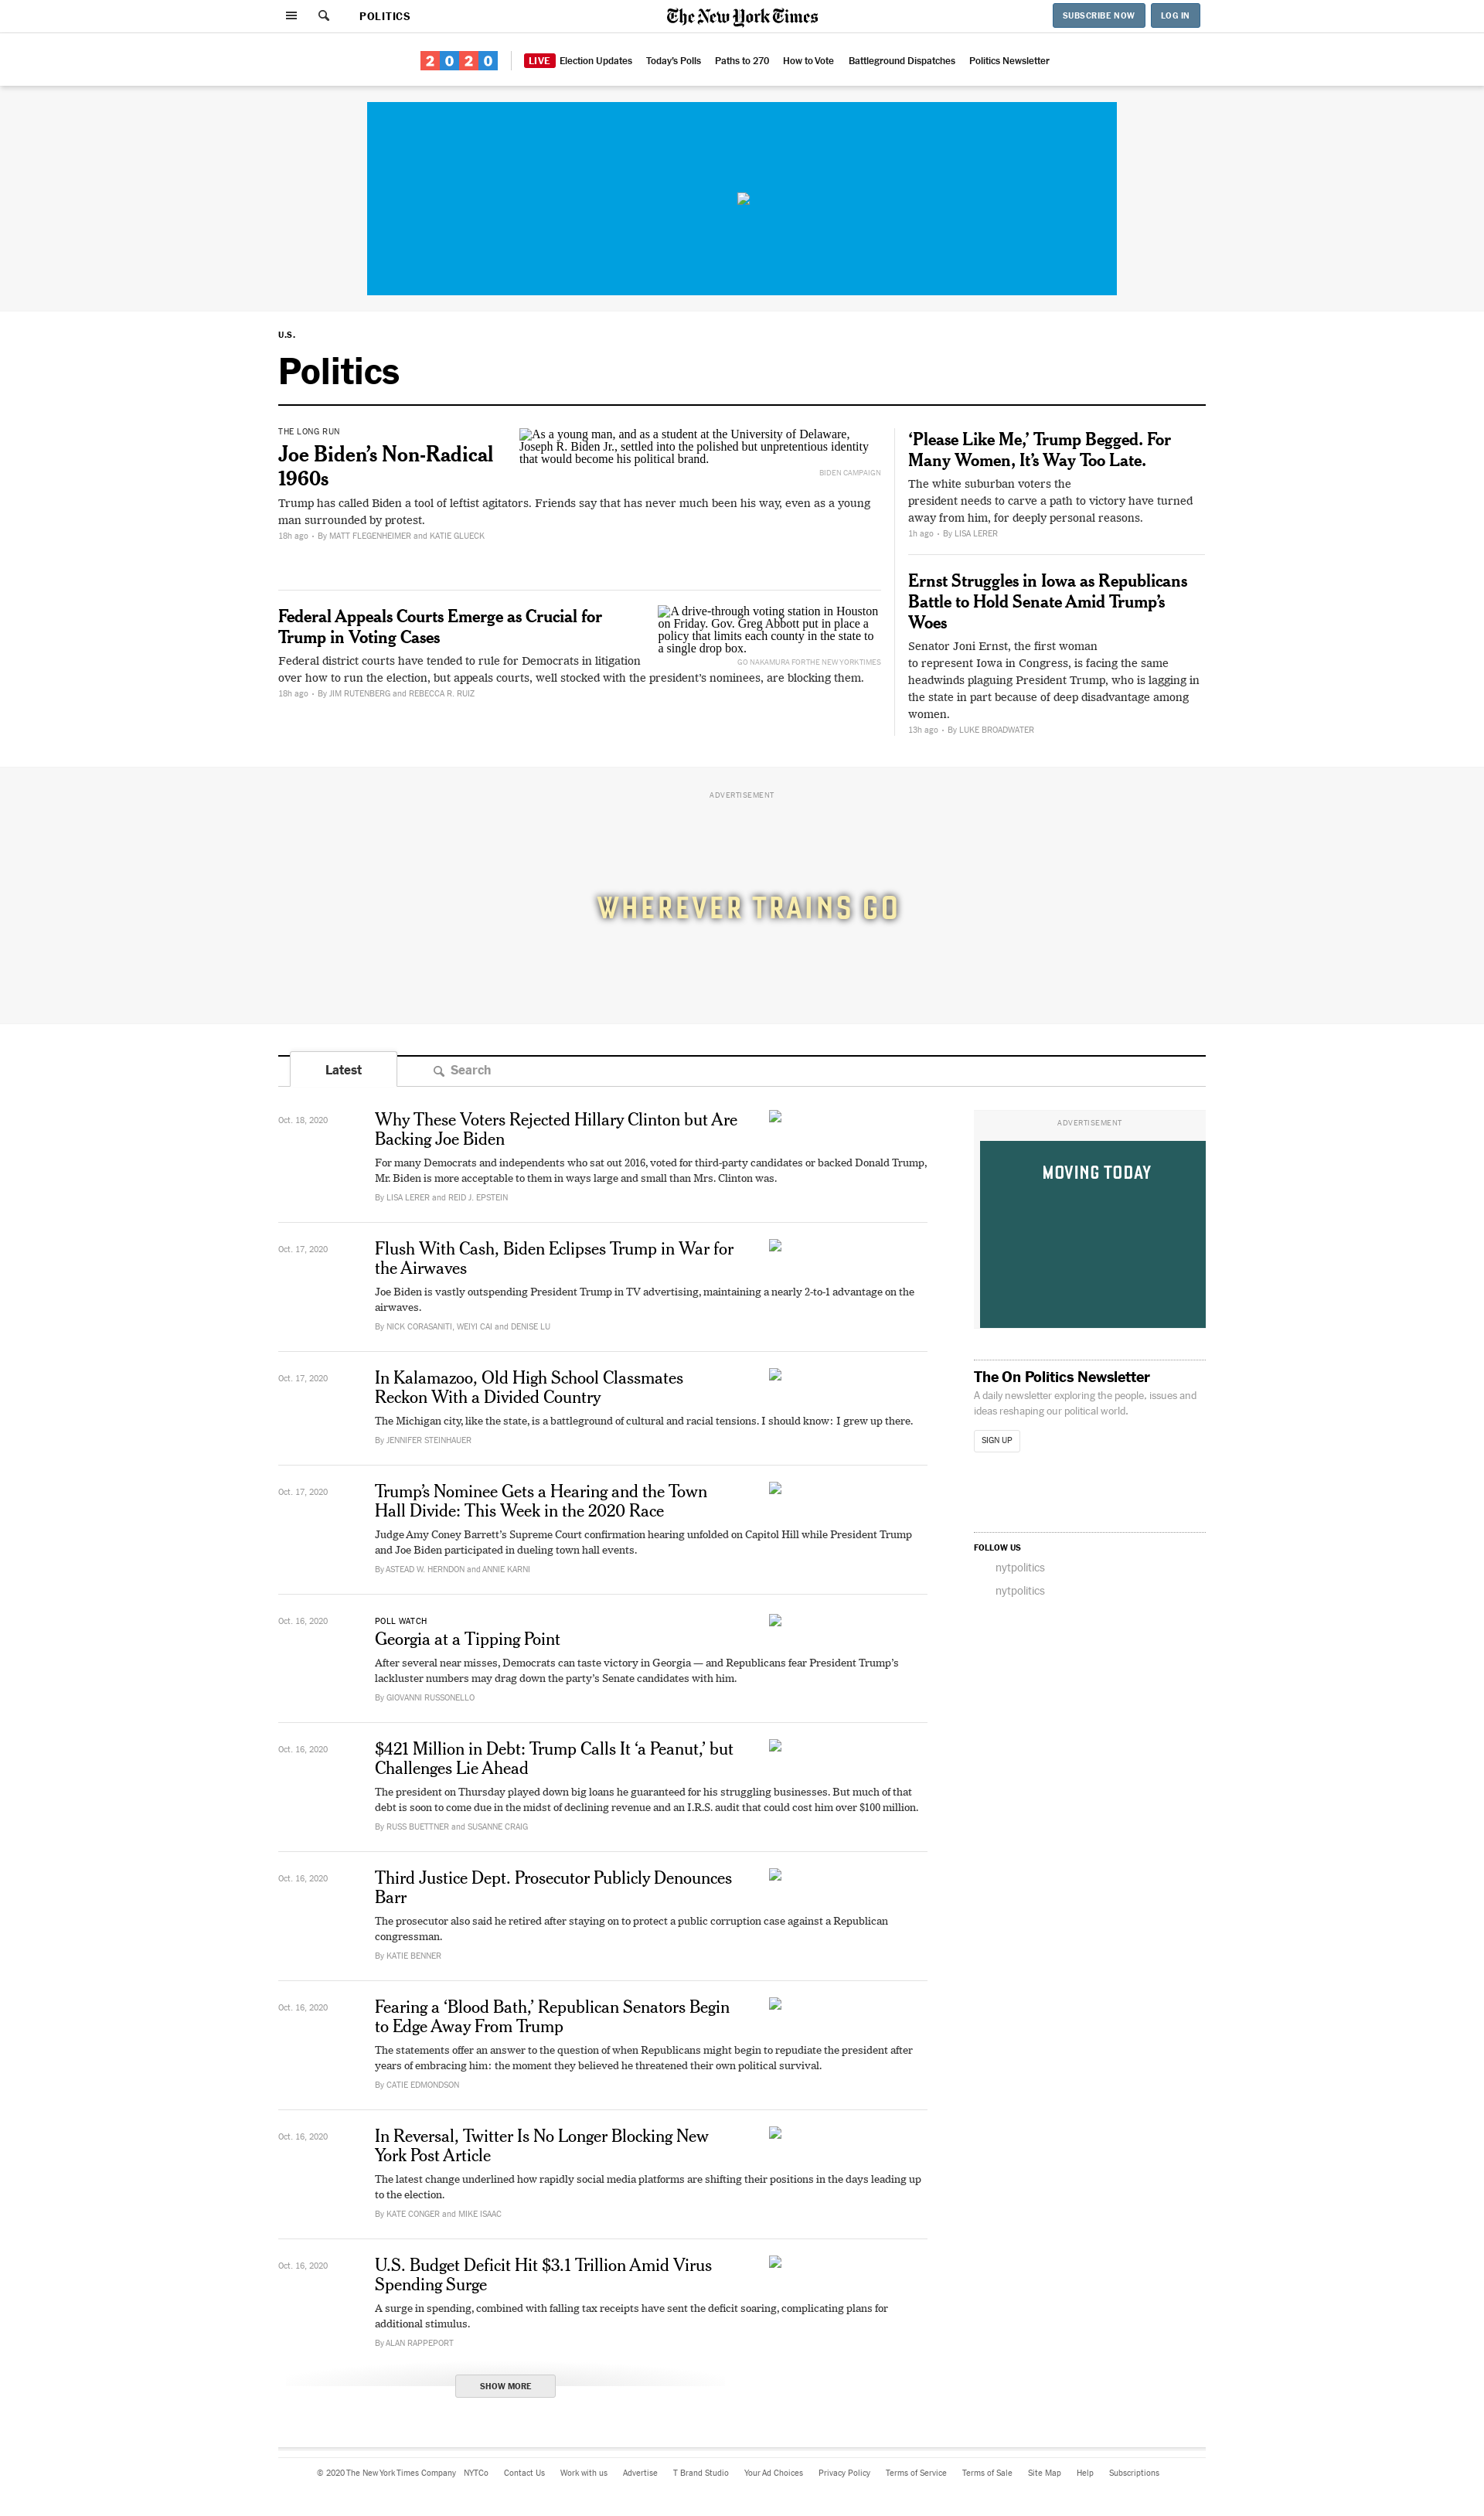 POLITICS
The New York Times
SUBSCRIBE NOW
LOG IN
2020
LIVE Election Updates
Today's Polls
Paths to 270
How to Vote
Battleground Dispatches
Politics Newsletter
U.S.
Politics
THE LONG RUN
Joe Biden’s Non-Radical
1960s
As a young man, and as a student at the University of Delaware,
Joseph R. Biden Jr., settled into the polished but unpretentious identity
that would become his political brand.
BIDEN CAMPAIGN
Trump has called Biden a tool of leftist agitators. Friends say that has never much been his way, even as a young
man surrounded by protest.
18h ago • By MATT FLEGENHEIMER and KATIE GLUECK
Federal Appeals Courts Emerge as Crucial for
Trump in Voting Cases
A drive-through voting station in Houston
on Friday. Gov. Greg Abbott put in place a
policy that limits each county in the state to
a single drop box.
GO NAKAMURA FOR THE NEW YORK TIMES
Federal district courts have tended to rule for Democrats in litigation
over how to run the election, but appeals courts, well stocked with the president’s nominees, are blocking them.
18h ago • By JIM RUTENBERG and REBECCA R. RUIZ
‘Please Like Me,’ Trump Begged. For
Many Women, It’s Way Too Late.
The white suburban voters the
president needs to carve a path to victory have turned
away from him, for deeply personal reasons.
1h ago • By LISA LERER
Ernst Struggles in Iowa as Republicans
Battle to Hold Senate Amid Trump’s
Woes
Senator Joni Ernst, the first woman
to represent Iowa in Congress, is facing the same
headwinds plaguing President Trump, who is lagging in
the state in part because of deep disadvantage among
women.
13h ago • By LUKE BROADWATER
ADVERTISEMENT
WHEREVER TRAINS GO
Latest
Search
Oct. 18, 2020
Why These Voters Rejected Hillary Clinton but Are
Backing Joe Biden
For many Democrats and independents who sat out 2016, voted for third-party candidates or backed Donald Trump,
Mr. Biden is more acceptable to them in ways large and small than Mrs. Clinton was.
By LISA LERER and REID J. EPSTEIN
Oct. 17, 2020
Flush With Cash, Biden Eclipses Trump in War for
the Airwaves
Joe Biden is vastly outspending President Trump in TV advertising, maintaining a nearly 2-to-1 advantage on the
airwaves.
By NICK CORASANITI, WEIYI CAI and DENISE LU
Oct. 17, 2020
In Kalamazoo, Old High School Classmates
Reckon With a Divided Country
The Michigan city, like the state, is a battleground of cultural and racial tensions. I should know: I grew up there.
By JENNIFER STEINHAUER
Oct. 17, 2020
Trump’s Nominee Gets a Hearing and the Town
Hall Divide: This Week in the 2020 Race
Judge Amy Coney Barrett’s Supreme Court confirmation hearing unfolded on Capitol Hill while President Trump
and Joe Biden participated in dueling town hall events.
By ASTEAD W. HERNDON and ANNIE KARNI
Oct. 16, 2020
POLL WATCH
Georgia at a Tipping Point
After several near misses, Democrats can taste victory in Georgia — and Republicans fear President Trump’s
lackluster numbers may drag down the party’s Senate candidates with him.
By GIOVANNI RUSSONELLO
Oct. 16, 2020
$421 Million in Debt: Trump Calls It ‘a Peanut,’ but
Challenges Lie Ahead
The president on Thursday played down big loans he guaranteed for his struggling businesses. But much of that
debt is soon to come due in the midst of declining revenue and an I.R.S. audit that could cost him over $100 million.
By RUSS BUETTNER and SUSANNE CRAIG
Oct. 16, 2020
Third Justice Dept. Prosecutor Publicly Denounces
Barr
The prosecutor also said he retired after staying on to protect a public corruption case against a Republican
congressman.
By KATIE BENNER
Oct. 16, 2020
Fearing a ‘Blood Bath,’ Republican Senators Begin
to Edge Away From Trump
The statements offer an answer to the question of when Republicans might begin to repudiate the president after
years of embracing him: the moment they believed he threatened their own political survival.
By CATIE EDMONDSON
Oct. 16, 2020
In Reversal, Twitter Is No Longer Blocking New
York Post Article
The latest change underlined how rapidly social media platforms are shifting their positions in the days leading up
to the election.
By KATE CONGER and MIKE ISAAC
Oct. 16, 2020
U.S. Budget Deficit Hit $3.1 Trillion Amid Virus
Spending Surge
A surge in spending, combined with falling tax receipts have sent the deficit soaring, complicating plans for
additional stimulus.
By ALAN RAPPEPORT
SHOW MORE
ADVERTISEMENT
MOVING TODAY
The On Politics Newsletter
A daily newsletter exploring the people, issues and
ideas reshaping our political world.
SIGN UP
FOLLOW US
nytpolitics
nytpolitics
© 2020 The New York Times Company
NYTCo
Contact Us
Work with us
Advertise
T Brand Studio
Your Ad Choices
Privacy Policy
Terms of Service
Terms of Sale
Site Map
Help
Subscriptions